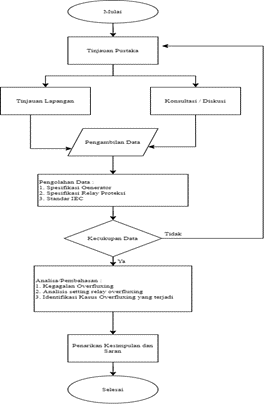 Mulai
Tinjauan Pustaka
Tinjauan Lapangan
Konsultasi / Diskusi
Pengambilan Data
Pengolahan Data :
1. Spesifikasi Generator
2. Spesifikasi Relay Proteksi
3. Standar IEC
Kecukupan Data
Tidak
Ya
Analisa Pembahasan :
1. Kegagalan Overfluxing
2. Analisis setting relay overfluxing
3. Identifikasi Kasus Overfluxing yang terjadi
Penarikan Kesimpulan dan
Saran
Selesai